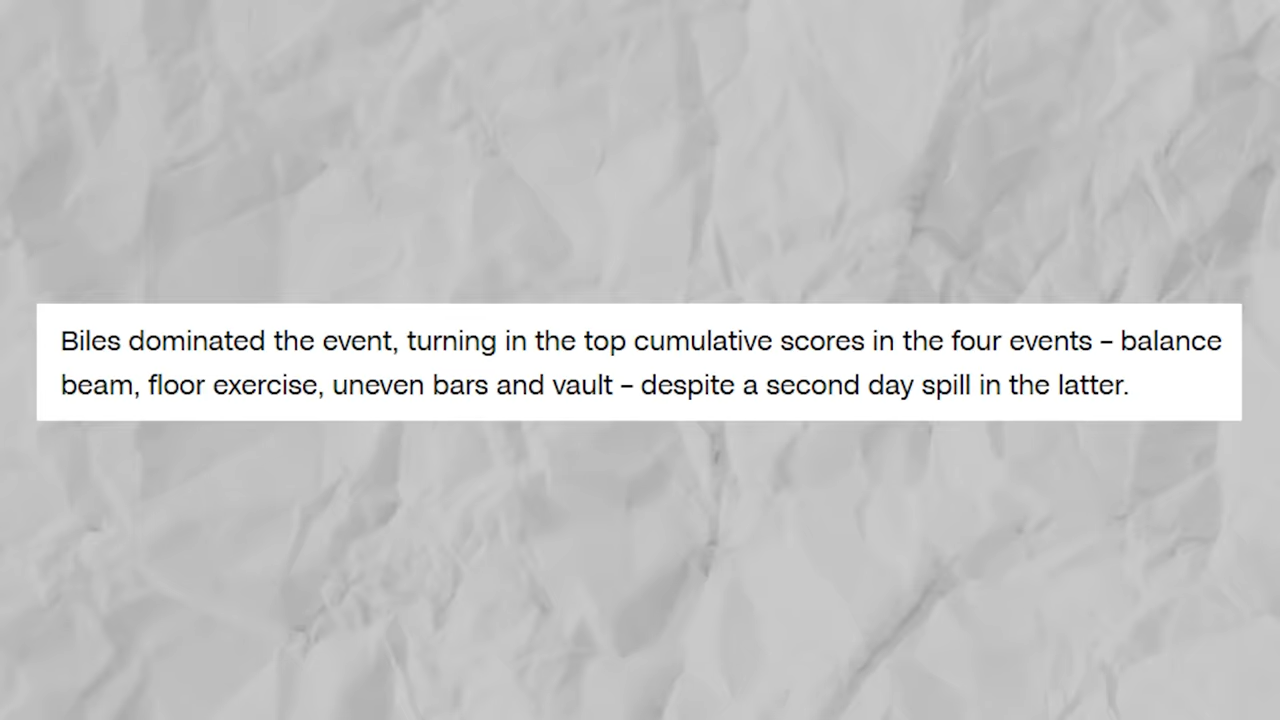 Biles dominated the event, turning in the top cumulative scores in the four events – balance
beam, floor exercise, uneven bars and vault – despite a second day spill in the latter.